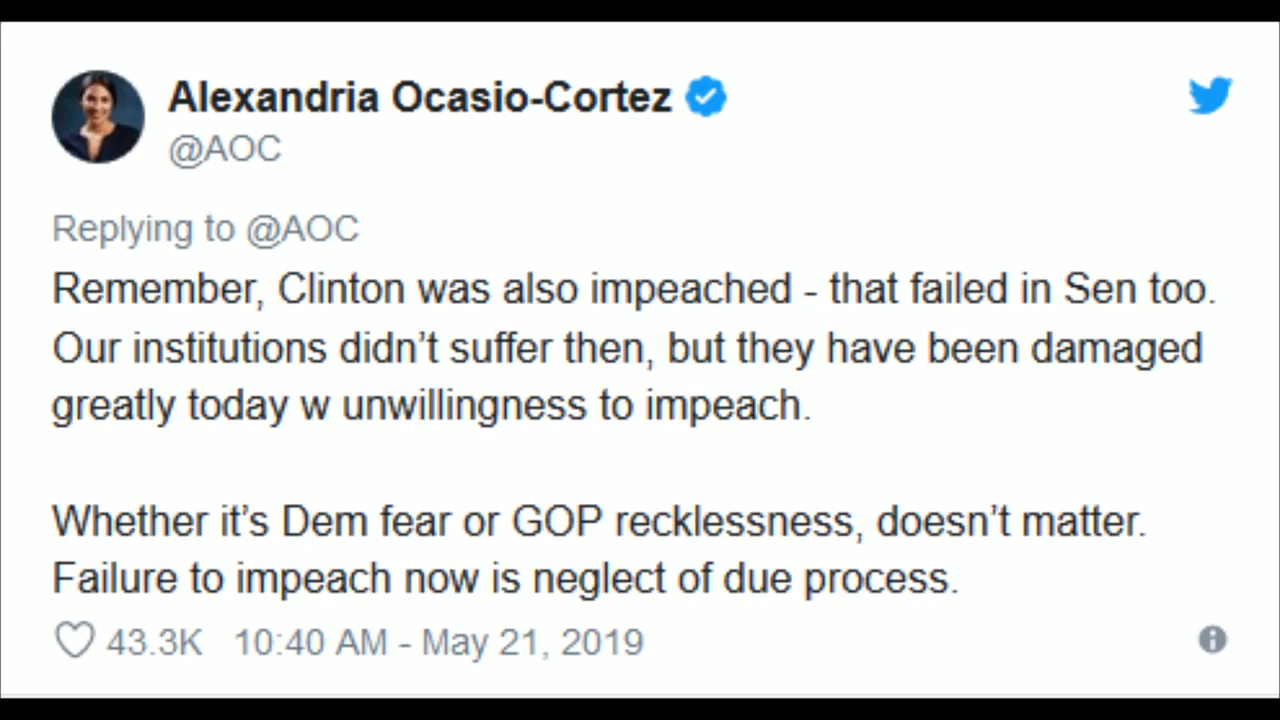 Alexandria Ocasio-Cortez
@AOC
Replying to @AOC
Remember, Clinton was also impeached - that failed in Sen too.
Our institutions didn’t suffer then, but they have been damaged
greatly today w unwillingness to impeach.
Whether it’s Dem fear or GOP recklessness, doesn’t matter.
Failure to impeach now is neglect of due process.
43.3K 10:40 AM - May 21, 2019